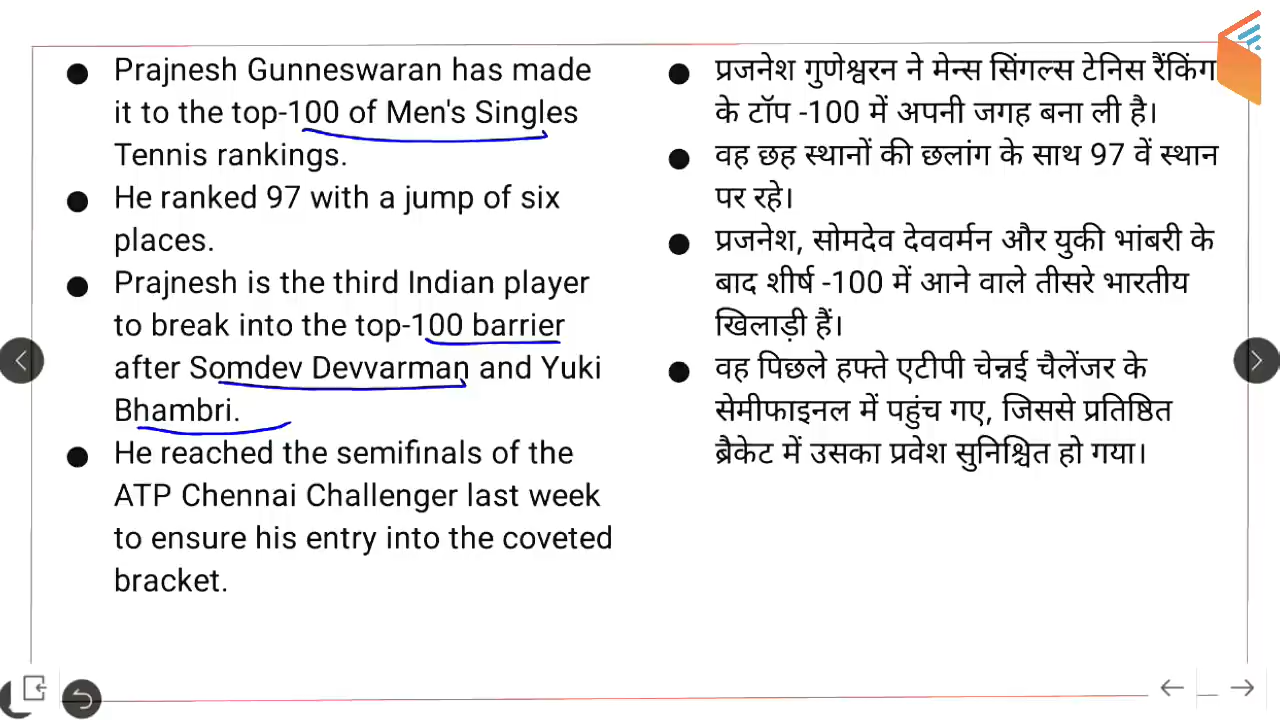 Prajnesh Gunneswaran has made
it to the top-100 of Men's Singles
Tennis rankings.
He ranked 97 with a jump of six
places.
Prajnesh is the third Indian player
to break into the top-100 barrier
after Somdev Devvarman and Yuki
Bhambri.
He reached the semifinals of the
ATP Chennai Challenger last week
to ensure his entry into the coveted
bracket.
प्रजनेश गुणेश्वरन ने मेन्स सिंगल्स टेनिस रैंकिंग
के टॉप -100 में अपनी जगह बना ली है।
वह छह स्थानों की छलांग के साथ 97 वें स्थान
पर रहे।
प्रजनेश, सोमदेव देववर्मन और युकी भांबरी के
बाद शीर्ष -100 में आने वाले तीसरे भारतीय
खिलाड़ी हैं।
वह पिछले हफ्ते एटीपी चेन्नई चैलेंजर के
सेमीफाइनल में पहुंच गए, जिससे प्रतिष्ठित
ब्रैकेट में उसका प्रवेश सुनिश्चित हो गया।